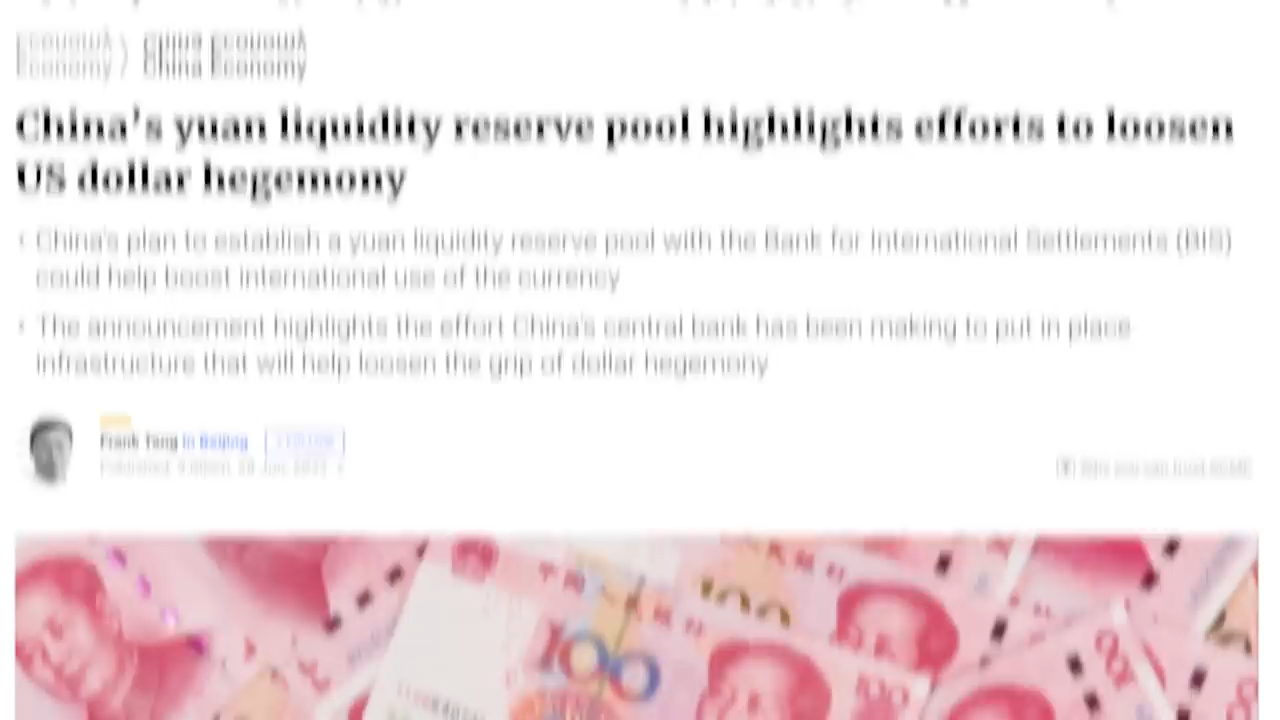 Economy
China Economy
China's yuan liquidity reserve pool highlights efforts to loosen
US dollar hegemony
China's plan to establish a yuan liquidity reserve pool with the Bank for International Settlements (BIS)
could help boost international use of the currency
The announcement highlights the effort China's central bank has been making to put in place
infrastructure that will help loosen the grip of dollar hegemony
Frank Tang in Beijing
100
100
100